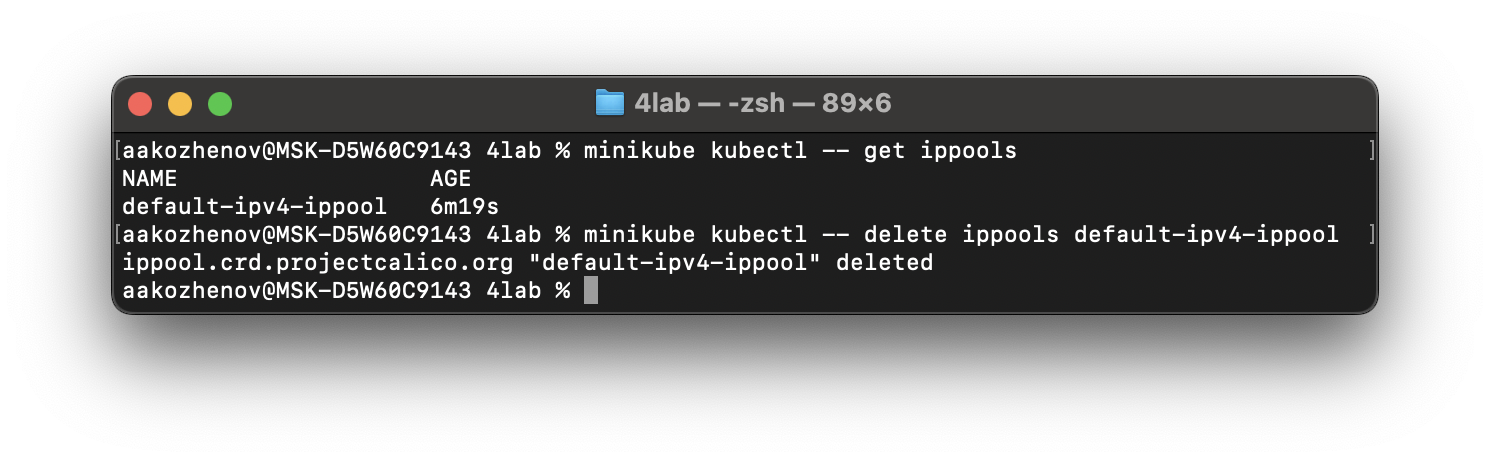 4lab — -zsh — 89×6
[aakozhenov@MSK-D5W60C9143 4lab % minikube kubectl -- get ippools ]
NAME AGE
default-ipv4-ippool 6m19s
[aakozhenov@MSK-D5W60C9143 4lab % minikube kubectl -- delete ippools default-ipv4-ippool ]
ippool.crd.projectcalico.org "default-ipv4-ippool" deleted
aakozhenov@MSK-D5W60C9143 4lab %